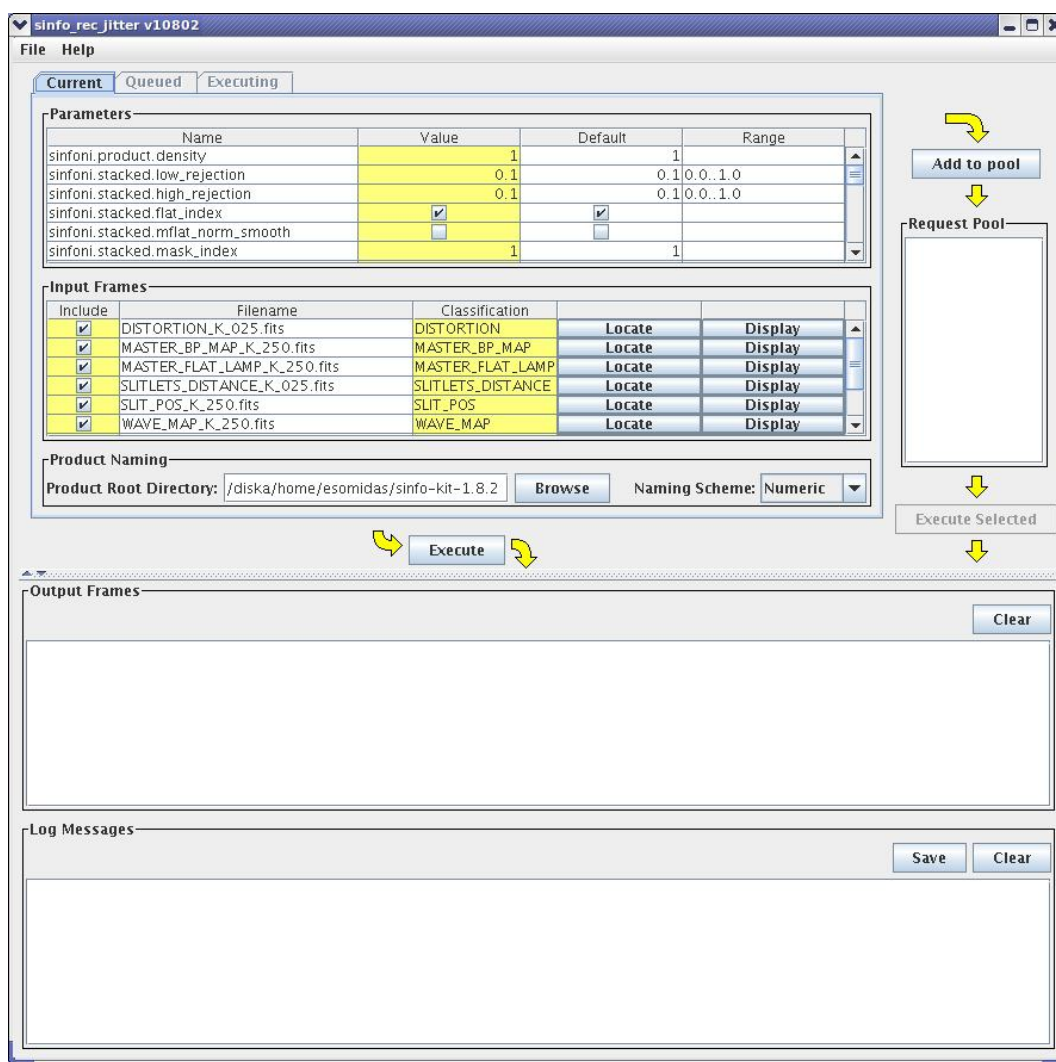 sinfo_rec_jitter v10802
File Help
Current Queued Executing
Parameters
Name Value Default Range
sinfoni.product.density 1 1
sinfoni.stacked.low_rejection 0.1 0.1 0.0..1.0
sinfoni.stacked.high_rejection 0.1 0.1 0.0..1.0
sinfoni.stacked.flat_index
sinfoni.stacked.mflat_norm_smooth
sinfoni.stacked.mask_index 1 1
Input Frames
Include Filename Classification
DISTORTION_K_025.fits DISTORTION Locate Display
MASTER_BP_MAP_K_250.fits MASTER_BP_MAP Locate Display
MASTER_FLAT_LAMP_K_250.fits MASTER_FLAT_LAMP Locate Display
SLITLETS_DISTANCE_K_025.fits SLITLETS_DISTANCE Locate Display
SLIT_POS_K_250.fits SLIT_POS Locate Display
WAVE_MAP_K_250.fits WAVE_MAP Locate Display
Product Naming
Product Root Directory: /diska/home/esomidas/sinfo-kit-1.8.2 Browse Naming Scheme: Numeric
Execute
Add to pool
Request Pool
Execute Selected
Output Frames
Clear
Log Messages
Save Clear